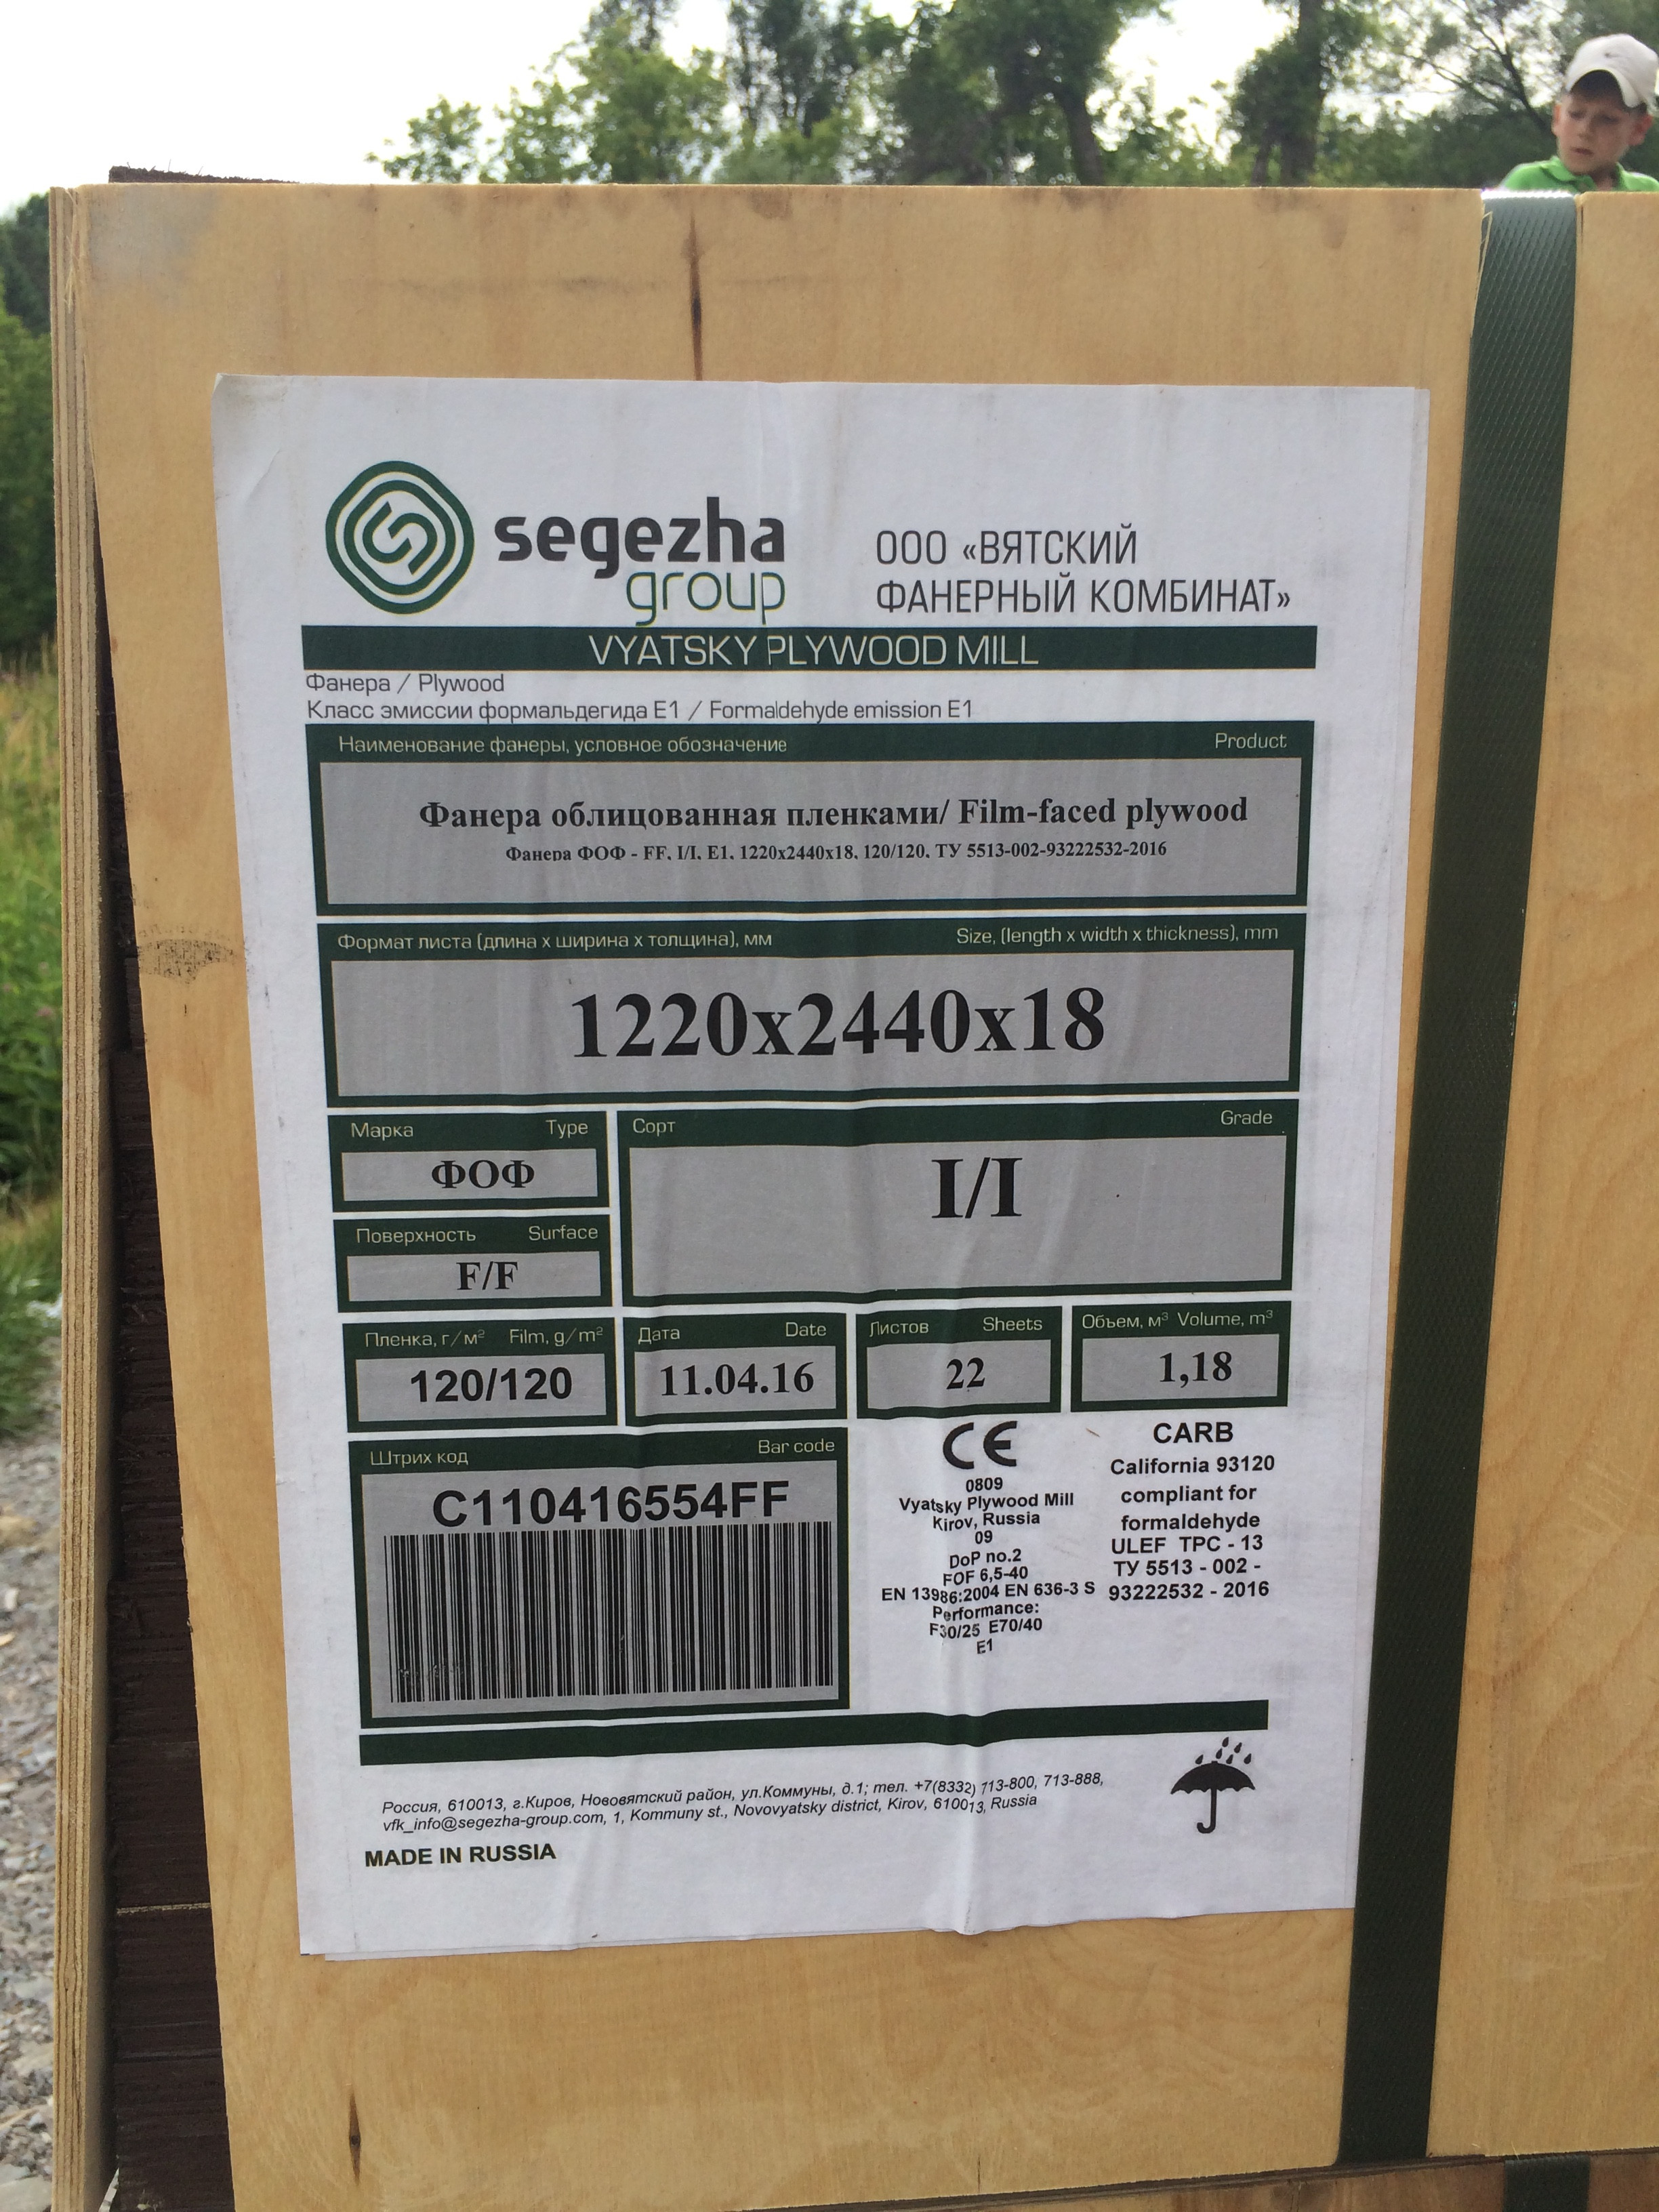 segezha
group
ООО «ВЯТСКИЙ
ФАНЕРНЫЙ КОМБИНАТ»
VYATSKY PLYWOOD MILL
Фанера / Plywood
Класс эмиссии формальдегида Е1 / Formaldehyde emission E1
Наименование фанеры, условное обозначение Product
Фанера облицованная пленками/ Film-faced plywood
Фанера ФОФ - FF, I/I, E1, 1220x2440x18, 120/120, ТУ 5513-002-93222532-2016
Формат листа (длина х ширина х толщина), мм Size, (length x width x thickness), mm
1220x2440x18
Марка Type
ФОФ
Сорт Grade
I/I
Поверхность Surface
F/F
Пленка, г/м² Film, g/m²
120/120
Дата Date
11.04.16
Листов Sheets
22
Объем, м³ Volume, m³
1,18
Штрих код Bar code
C110416554FF
CE
0809
Vyatsky Plywood Mill
Kirov, Russia
09
DoP no.2
FOF 6,5-40
EN 13986:2004 EN 636-3 S
Performance:
F30/25 E70/40
E1
CARB
California 93120
compliant for
formaldehyde
ULEF TPC - 13
ТУ 5513 - 002 -
93222532 - 2016
Россия, 610013, г.Киров, Нововятский район, ул.Коммуны, д.1; тел. +7(8332) 713-800, 713-888,
vfk_info@segezha-group.com, 1, Kommuny st., Novovyatsky district, Kirov, 610013, Russia
MADE IN RUSSIA